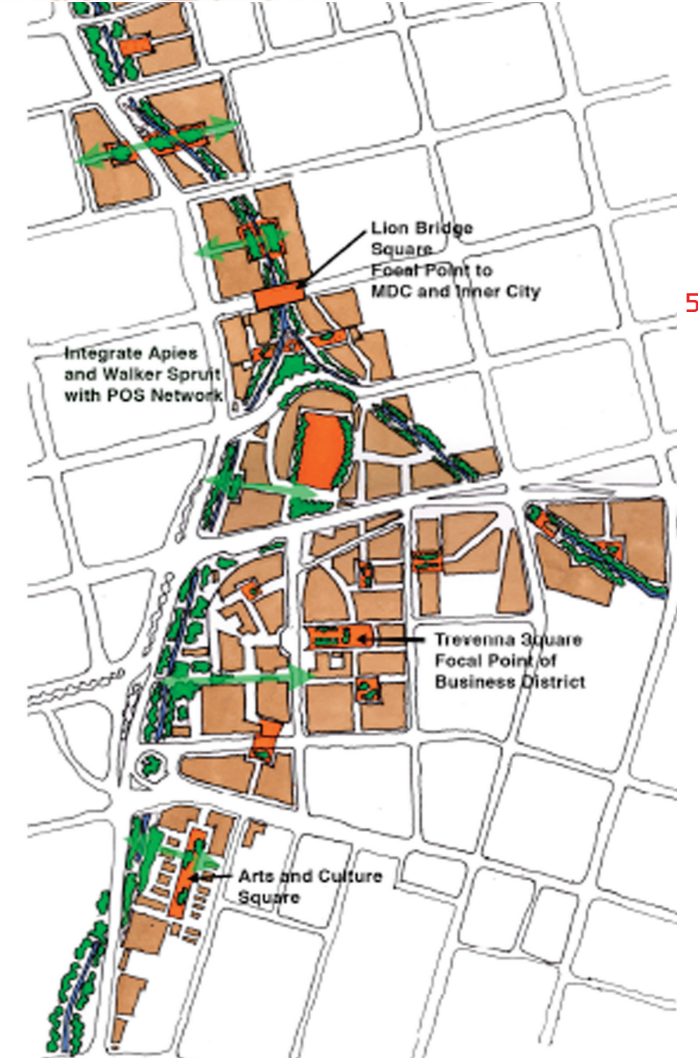 Lion Bridge
Square
Focal Point to
MDC and Inner City
5
Integrate Apies
and Walker Spruit
with POS Network
Trevenna Square
Focal Point of
Business District
Arts and Culture
Square